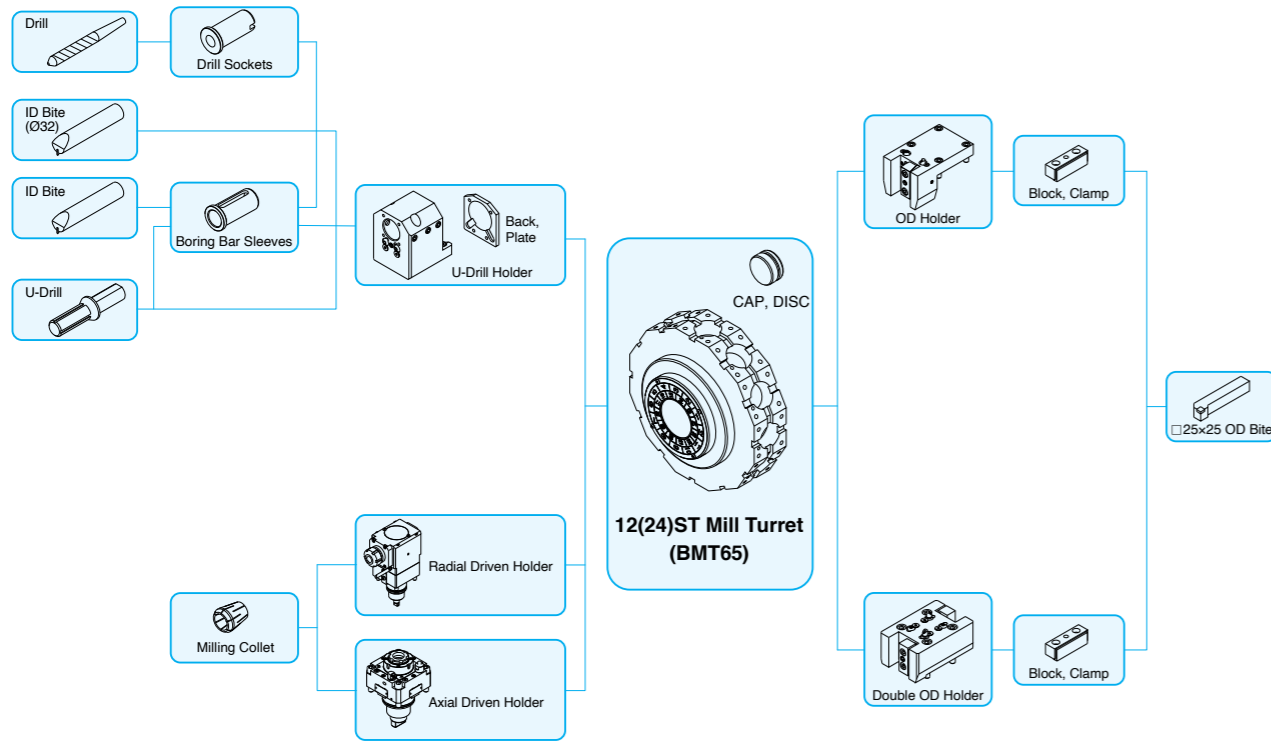 Drill
Drill Sockets
ID Bite
(Ø32)
ID Bite
Boring Bar Sleeves
U-Drill
Back,
Plate
U-Drill Holder
Milling Collet
Radial Driven Holder
Axial Driven Holder
CAP, DISC
12(24)ST Mill Turret
(BMT65)
OD Holder
Block, Clamp
Double OD Holder
Block, Clamp
□25×25 OD Bite